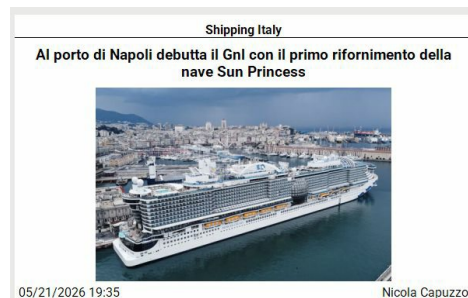 Shipping Italy
Al porto di Napoli debutta il Gnl con il primo rifornimento della
nave Sun Princess
05/21/2026 19:35
Nicola Capuzzo